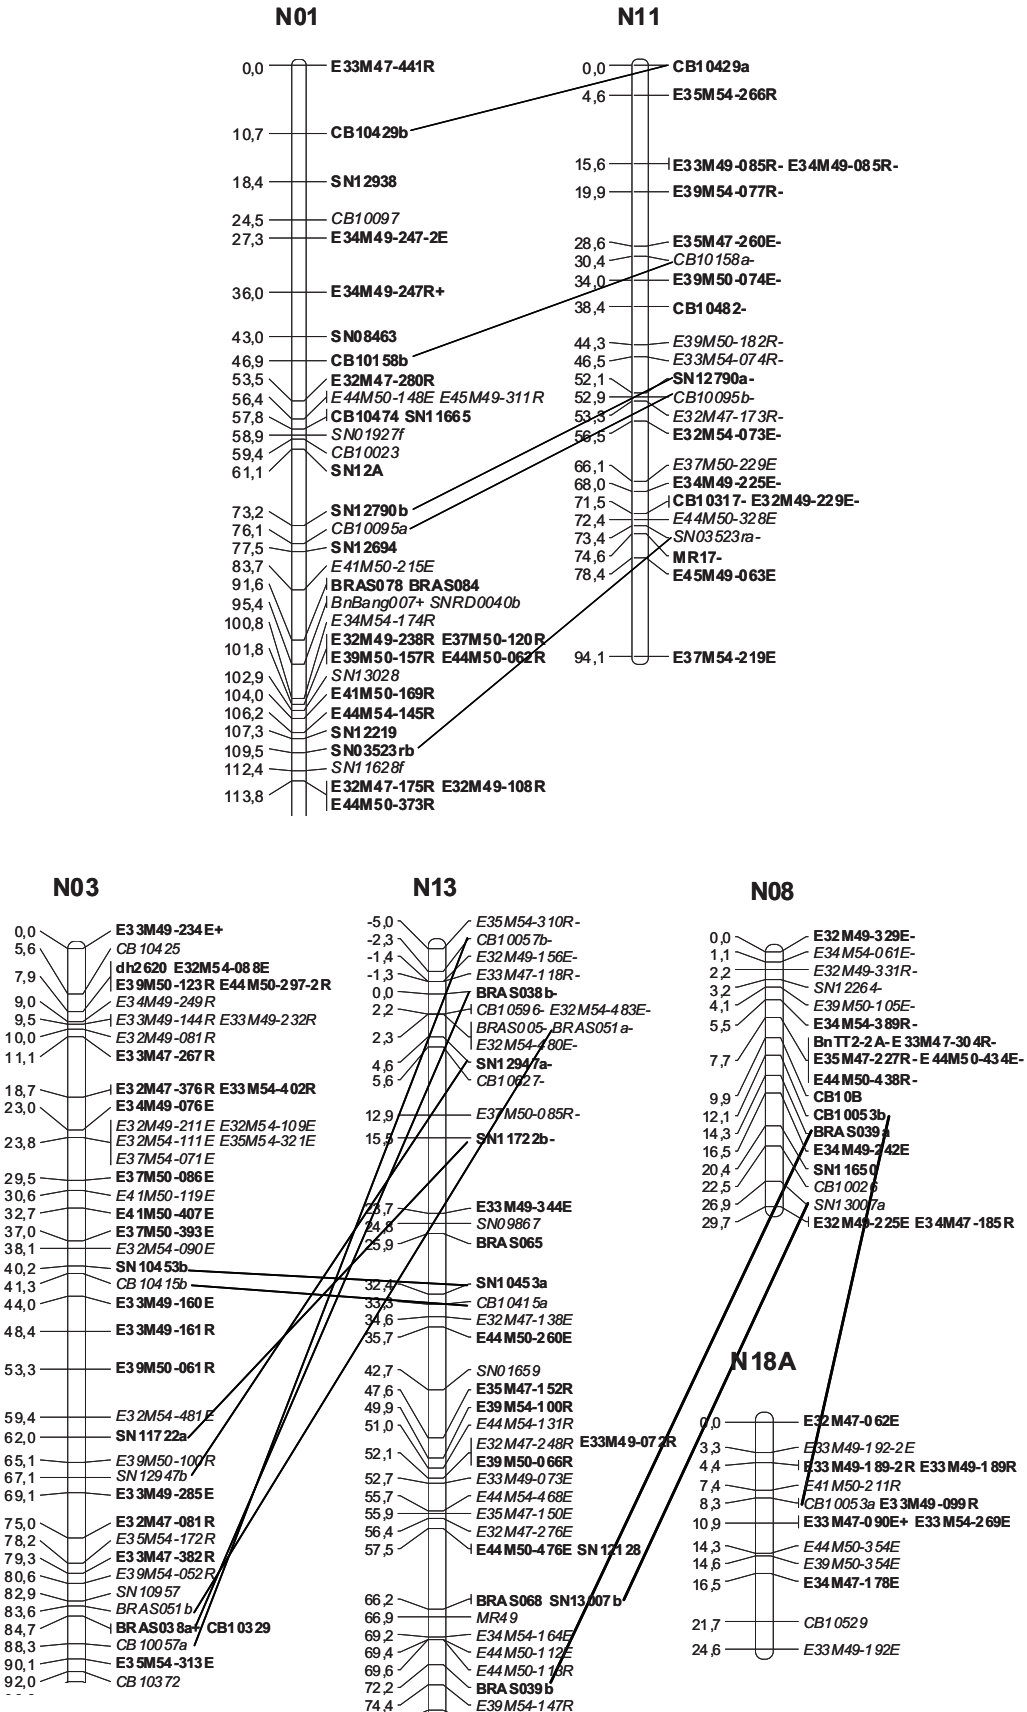 N01
0,0 E33M47-441R
10,7 CB10429b
18,4 SN12938
24,5 CB10097
27,3 E34M49-247-2E
36,0 E34M49-247R+
43,0 SN08463
46,9 CB10158b
53,5 E32M47-280R
56,4 E44M50-148E E45M49-311R
57,8 CB10474 SN11665
58,9 SN01927f
59,4 CB10023
61,1 SN12A
73,2 SN12790b
76,1 CB10095a
77,5 SN12694
83,7 E41M50-215E
91,6 BRAS078 BRAS084
95,4 BnBang007+ SNRD0040b
100,8 E34M54-174R
E32M49-238R E37M50-120R
101,8
E39M50-157R E44M50-062R
102,9 SN13028
104,0 E41M50-169R
106,2 E44M54-145R
107,3 SN12219
109,5 SN03523rb
112,4 SN11628f
E32M47-175R E32M49-108R
113,8
E44M50-373R
N11
0,0 CB10429a
4,6 E35M54-266R
15,6 E33M49-085R- E34M49-085R-
19,9 E39M54-077R-
28,6 E35M47-260E-
30,4 CB10158a-
34,0 E39M50-074E-
38,4 CB10482-
44,3 E39M50-182R-
46,5 E33M54-074R-
52,1 SN12790a-
52,9 CB10095b-
53,3 E32M47-173R-
56,5 E32M54-073E-
66,1 E37M50-229E
68,0 E34M49-225E-
71,5 CB10317- E32M49-229E-
72,4 E44M50-328E
73,4 SN03523ra-
74,6 MR17-
78,4 E45M49-063E
94,1 E37M54-219E
N03
0,0 E33M49-234E+
5,6 CB10425
dh2620 E32M54-088E
7,9
E39M50-123R E44M50-297-2R
9,0 E34M49-249R
9,5 E33M49-144R E33M49-232R
10,0 E32M49-081R
11,1 E33M47-267R
18,7 E32M47-376R E33M54-402R
23,0 E34M49-076E
E32M49-211E E32M54-109E
23,8 E32M54-111E E35M54-321E
E37M54-071E
29,5 E37M50-086E
30,6 E41M50-119E
32,7 E41M50-407E
37,0 E37M50-393E
38,1 E32M54-090E
40,2 SN10453b
41,3 CB10415b
44,0 E33M49-160E
48,4 E33M49-161R
53,3 E39M50-061R
59,4 E32M54-481E
62,0 SN11722a
65,1 E39M50-100R
67,1 SN12947b
69,1 E33M49-285E
75,0 E32M47-081R
78,2 E35M54-172R
79,3 E33M47-382R
80,6 E39M54-052R
82,9 SN10957
83,6 BRAS051b
84,7 BRAS038a+ CB10329
88,3 CB10057a
90,1 E35M54-313E
92,0 CB10372
N13
-5,0 E35M54-310R-
-2,3 CB10057b-
-1,4 E32M49-156E-
-1,3 E33M47-118R-
0,0 BRAS038b-
2,2 CB10596- E32M54-483E-
BRAS005- BRAS051a-
2,3
E32M54-480E-
4,6 SN12947a-
5,6 CB10627-
12,9 E37M50-085R-
15,5 SN11722b-
23,7 E33M49-344E
24,8 SN09867
25,9 BRAS065
32,4 SN10453a
33,3 CB10415a
34,6 E32M47-138E
35,7 E44M50-260E
42,7 SN01659
47,6 E35M47-152R
49,9 E39M54-100R
51,0 E44M54-131R
E32M47-248R E33M49-072R
52,1
E39M50-066R
52,7 E33M49-073E
55,7 E44M54-468E
55,9 E35M47-150E
56,4 E32M47-276E
57,5 E44M50-476E SN12128
66,2 BRAS068 SN13007b
66,9 MR49
69,2 E34M54-164E
69,4 E44M50-112E
69,6 E44M50-113R
72,2 BRAS039b
74,4 E39M54-147R
N08
0,0 E32M49-329E-
1,1 E34M54-061E-
2,2 E32M49-331R-
3,2 SN12264-
4,1 E39M50-105E-
5,5 E34M54-389R-
BnTT2-2A- E33M47-304R-
7,7 E35M47-227R- E44M50-434E-
E44M50-438R-
9,9 CB10B
12,1 CB10053b
14,3 BRAS039a
16,5 E34M49-242E
20,4 SN11650
22,5 CB10026
26,9 SN13007a
29,7 E32M49-225E E34M47-185R
N18A
0,0 E32M47-062E
3,3 E33M49-192-2E
4,4 E33M49-189-2R E33M49-189R
7,4 E41M50-211R
8,3 CB10053a E33M49-099R
10,9 E33M47-090E+ E33M54-269E
14,3 E44M50-354E
14,6 E39M50-354E
16,5 E34M47-178E
21,7 CB10529
24,6 E33M49-192E